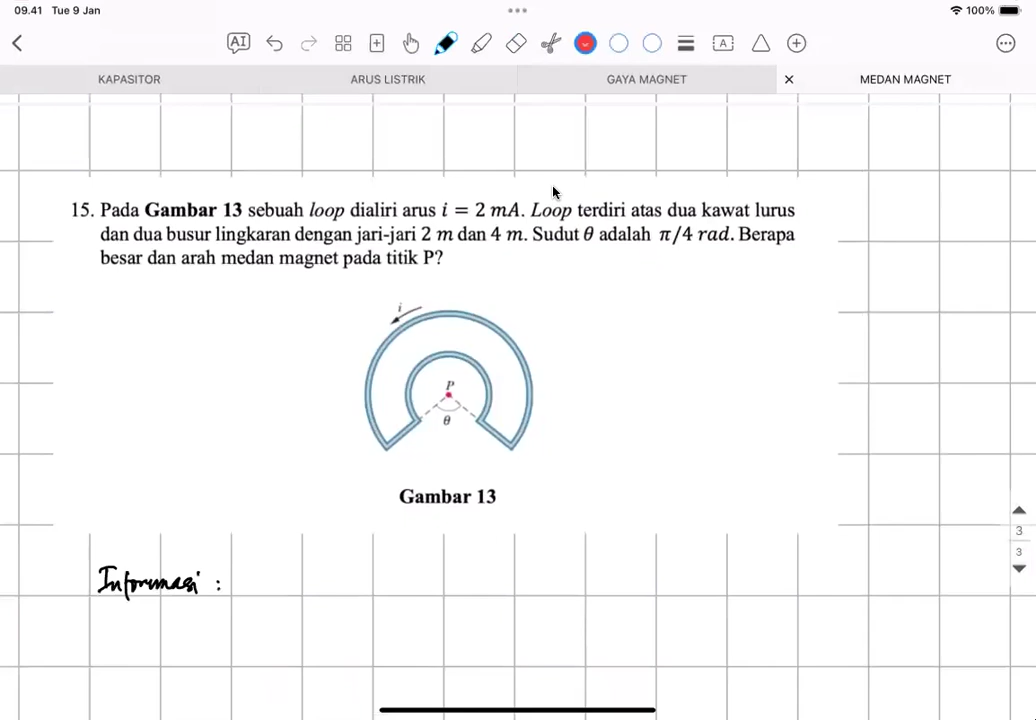 09.41 Tue 9 Jan
100%
AI
A
KAPASITOR
ARUS LISTRIK
GAYA MAGNET
MEDAN MAGNET
15. Pada Gambar 13 sebuah loop dialiri arus i = 2 mA. Loop terdiri atas dua kawat lurus
dan dua busur lingkaran dengan jari-jari 2 m dan 4 m. Sudut θ adalah π/4 rad. Berapa
besar dan arah medan magnet pada titik P?
i
P
θ
Gambar 13
3
3
Informasi :